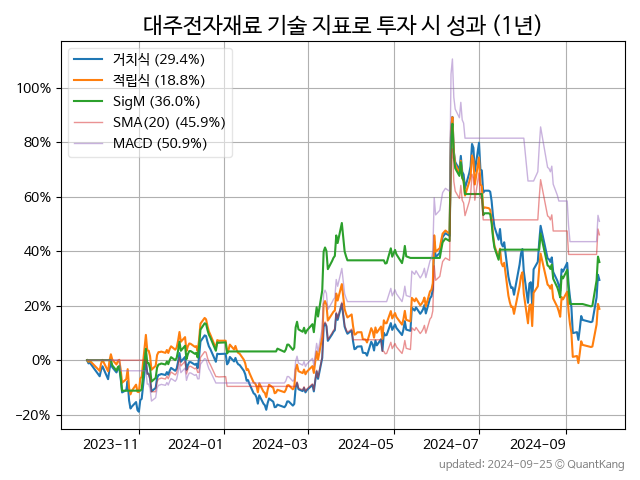 대주전자재료 기술 지표로 투자 시 성과 (1년)
거치식 (29.4%)
적립식 (18.8%)
SigM (36.0%)
SMA(20) (45.9%)
MACD (50.9%)
100%
80%
60%
40%
20%
0%
−20%
2023-11 2024-01 2024-03 2024-05 2024-07 2024-09
updated: 2024-09-25 © QuantKang